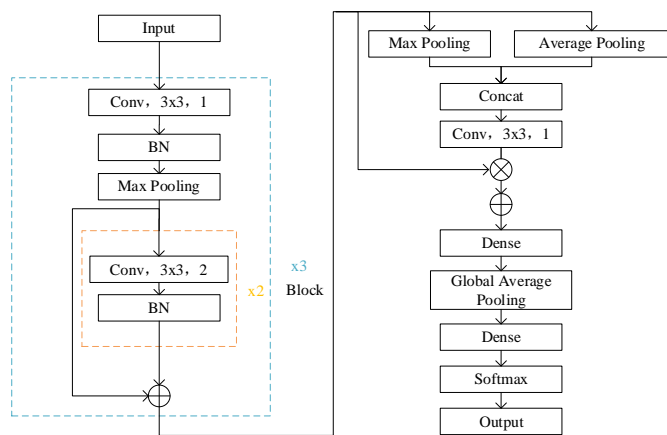 Input
Conv，3x3，1
BN
Max Pooling
Conv，3x3，2
BN
x2
x3
Block
Max Pooling
Average Pooling
Concat
Conv，3x3，1
Dense
Global Average
Pooling
Dense
Softmax
Output